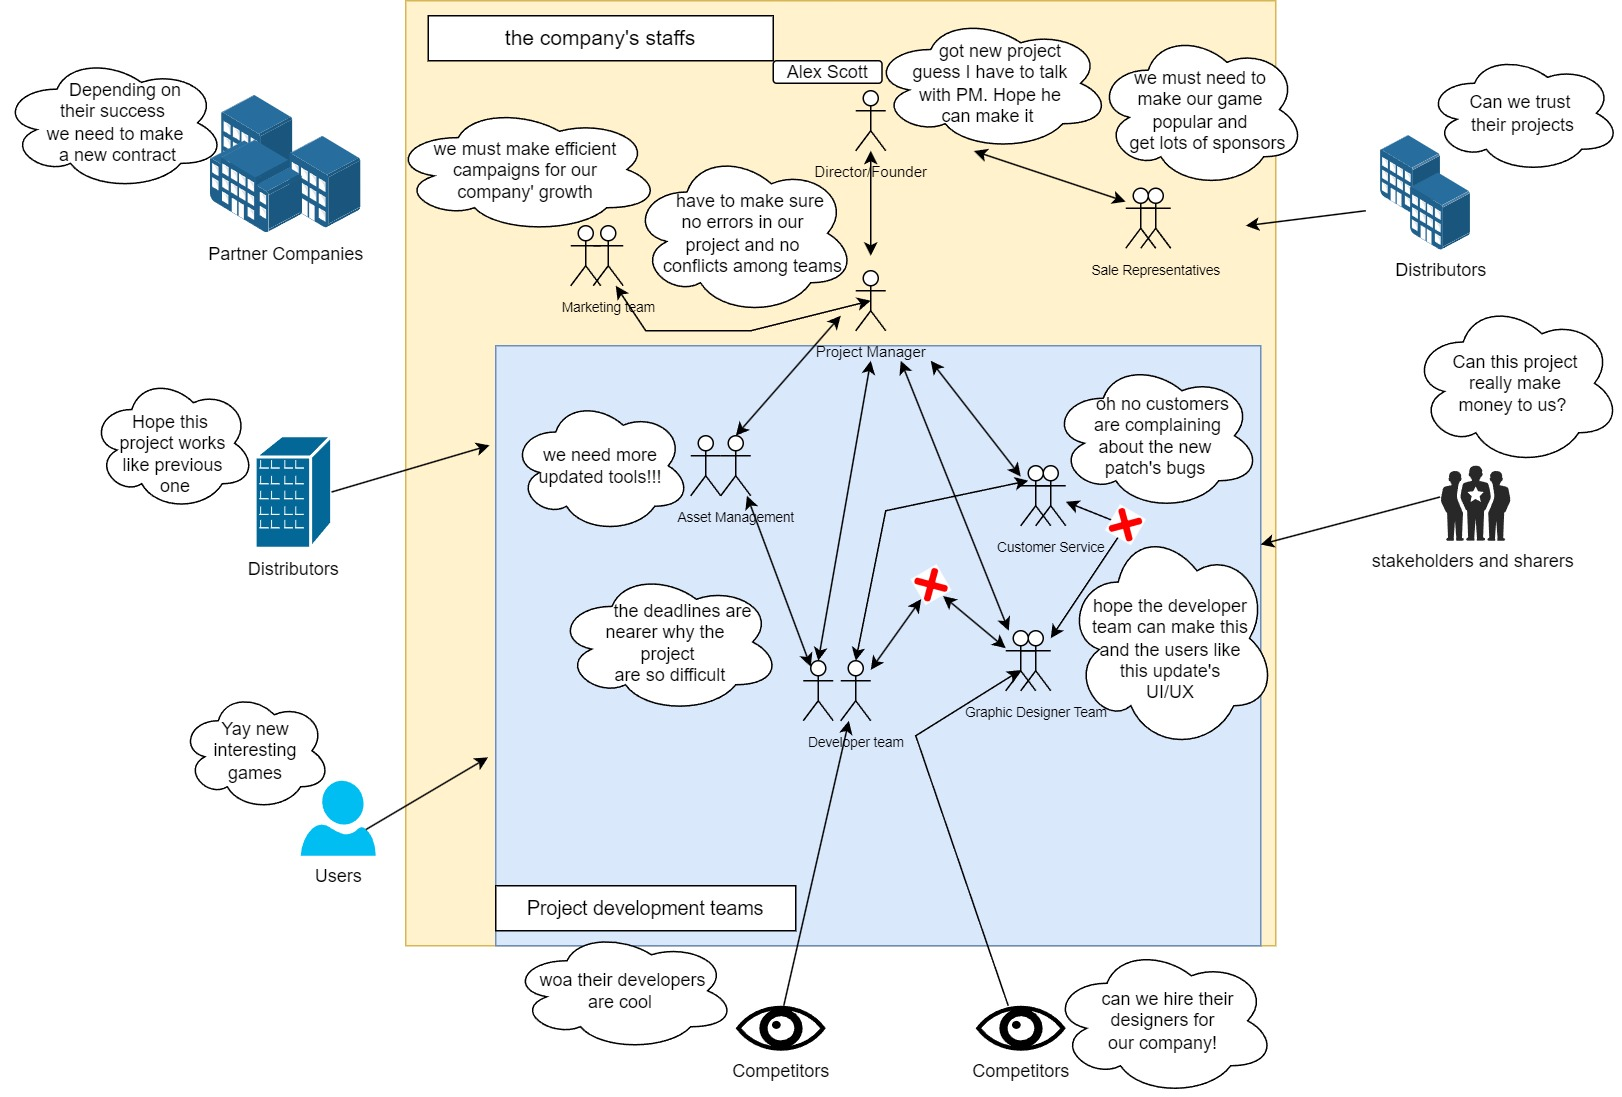 the company's staffs
Alex Scott
got new project
guess I have to talk
with PM. Hope he
can make it
we must need to
make our game
popular and
get lots of sponsors
Can we trust
their projects
Depending on
their success
we need to make
a new contract
we must make efficient
campaigns for our
company' growth
have to make sure
no errors in our
project and no
conflicts among teams
Director/Founder
Partner Companies
Marketing team
Sale Representatives
Distributors
Project Manager
Can this project
really make
money to us?
Hope this
project works
like previous
one
we need more
updated tools!!!
oh no customers
are complaining
about the new
patch's bugs
Asset Management
Customer Service
Distributors
stakeholders and sharers
the deadlines are
nearer why the
project
are so difficult
hope the developer
team can make this
and the users like
this update's
UI/UX
Graphic Designer Team
Developer team
Yay new
interesting
games
Users
Project development teams
woa their developers
are cool
can we hire their
designers for
our company!
Competitors
Competitors